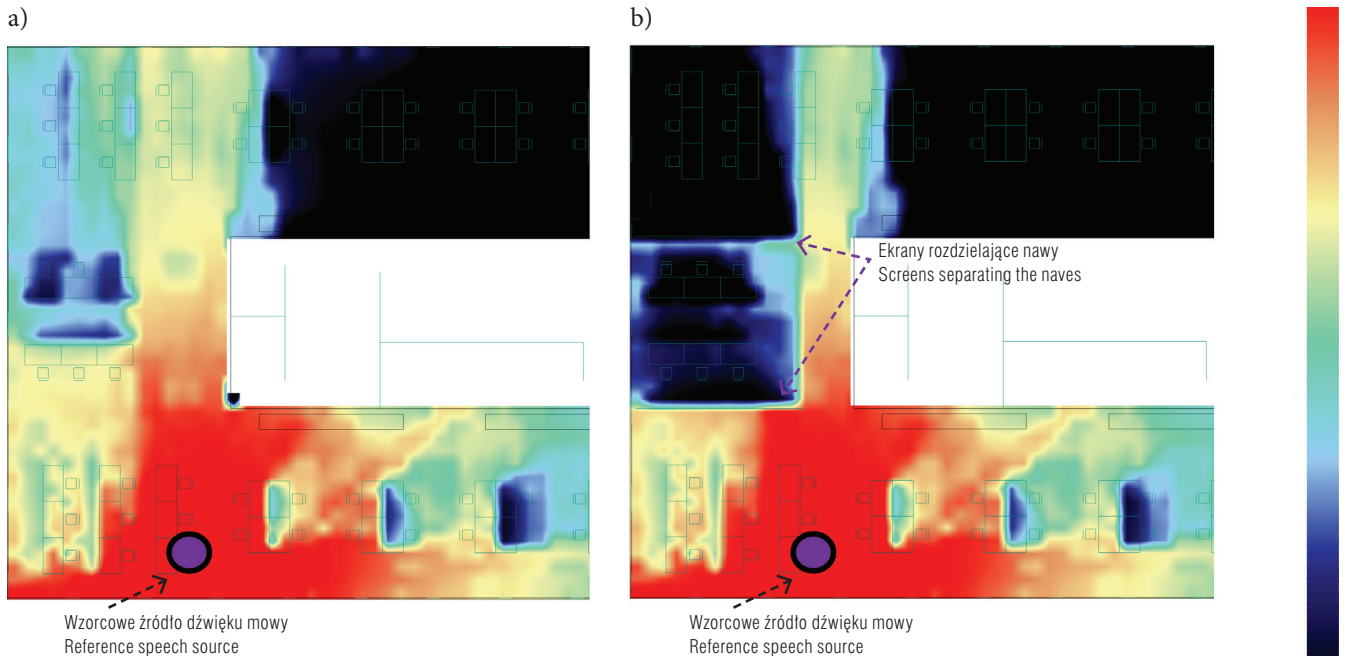 a)
b)
Ekrany rozdzielające nawy
Screens separating the naves
Wzorcowe źródło dźwięku mowy
Reference speech source
Wzorcowe źródło dźwięku mowy
Reference speech source